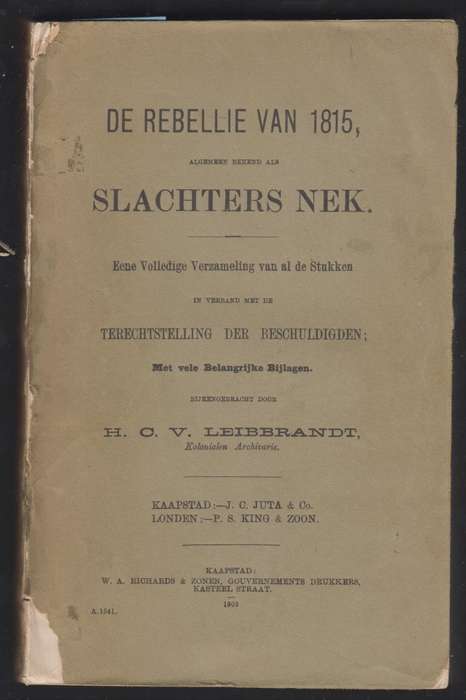 DE REBELLIE VAN 1815,
ALGEMEEN BEKEND ALS
SLACHTERS NEK.
Eene Volledige Verzameling van al de Stukken
IN VERBAND MET DE
TERECHTSTELLING DER BESCHULDIGDEN;
Met vele Belangrijke Bijlagen.
BIJEENGEBRACHT DOOR
H. C. V. LEIBBRANDT,
Kolonialen Archivaris.
KAAPSTAD:—J. C. JUTA & Co.
LONDEN:—P. S. KING & ZOON.
KAAPSTAD:
W. A. RICHARDS & ZONEN, GOUVERNEMENTS DRUKKERS,
KASTEEL STRAAT.
A.1541.